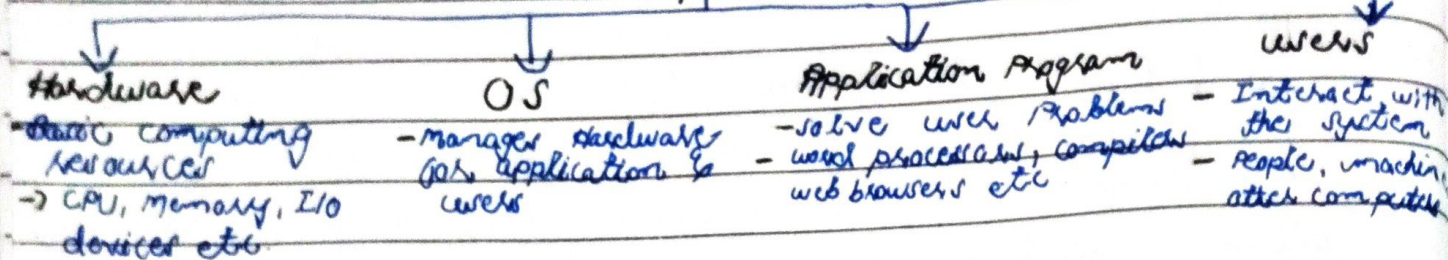 Hardware
- Basic computing
resources
-> CPU, memory, I/O
devices etc
OS
- manages Hardware
for application &
users
Application Program
- solve user problems
- word processors, compilers
web browsers etc
users
- Interact with
the system
- People, machin,
other computers